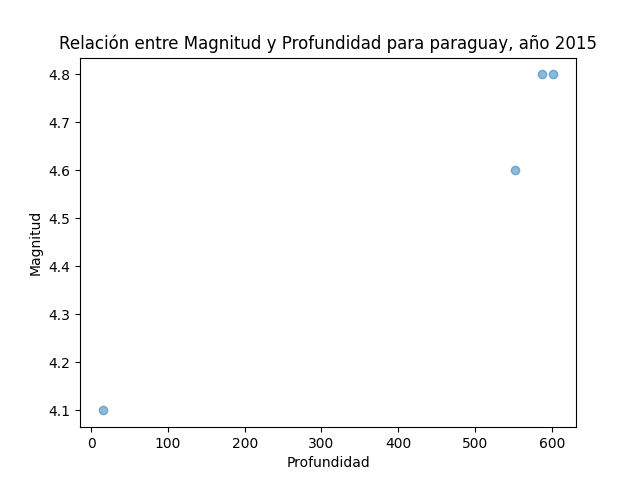 Relación entre Magnitud y Profundidad para paraguay, año 2015
4.8
4.7
4.6
4.5
4.4
4.3
4.2
4.1
Magnitud
0 100 200 300 400 500 600
Profundidad